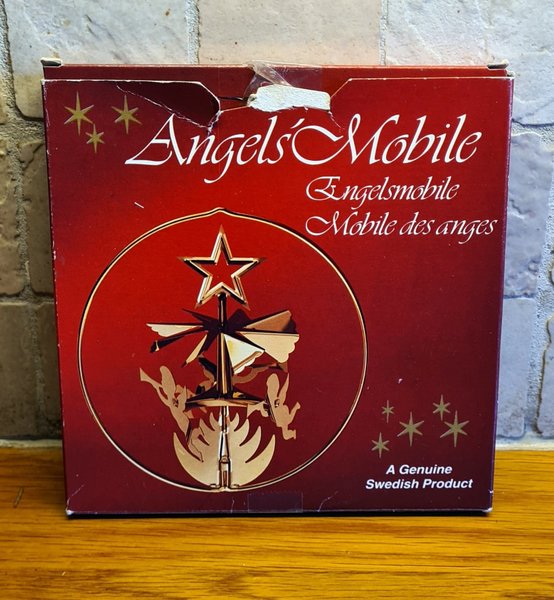 Angels' Mobile
Engelsmobile
Mobile des anges
A Genuine
Swedish Product